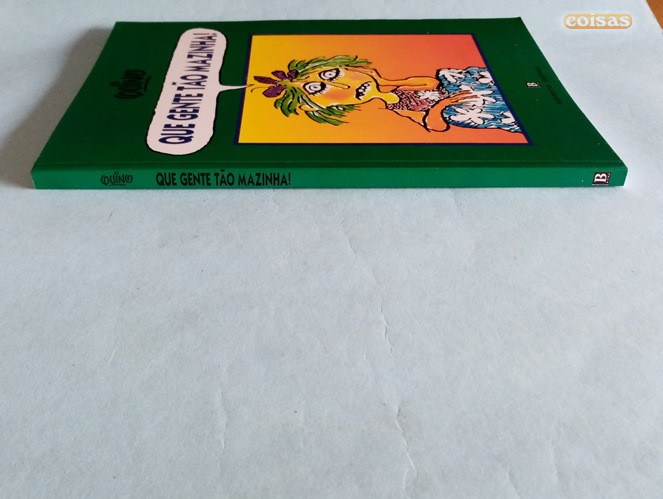 coisas
QUINO
QUE GENTE TÃO MAZINHA!
B
QUINO
QUE GENTE TÃO MAZINHA!
B